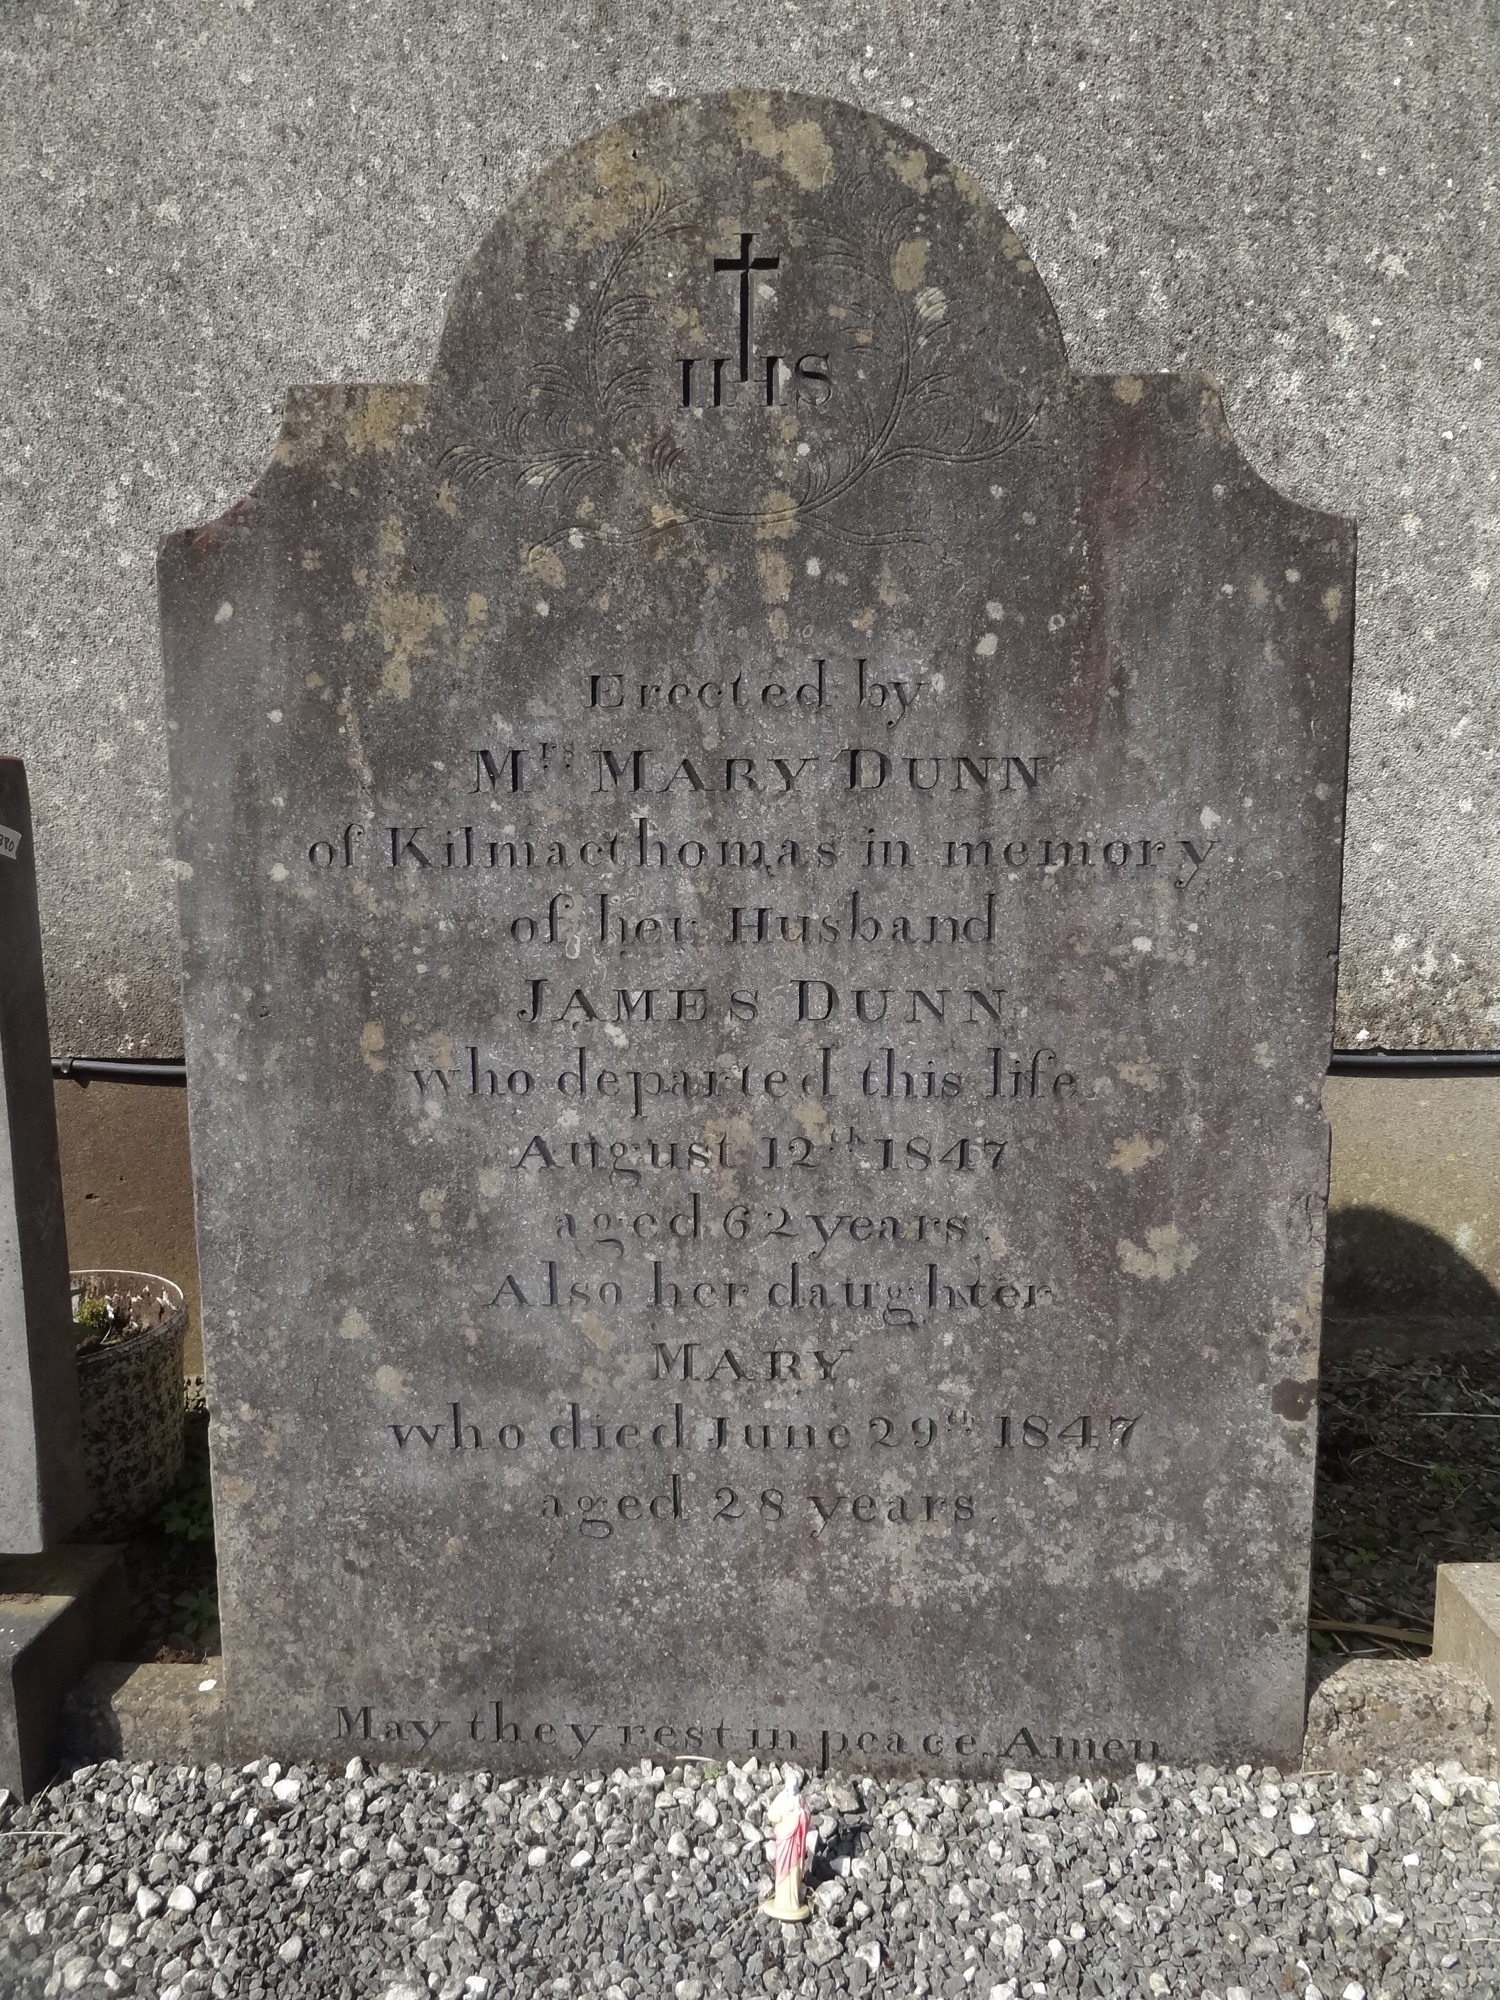 IHS
Erected by
Mrs MARY DUNN
of Kilmacthomas in memory
of her Husband
JAMES DUNN
who departed this life
August 12th 1847
aged 62 years.
Also her daughter
MARY
who died June 29th 1847
aged 28 years.
May they rest in peace. Amen